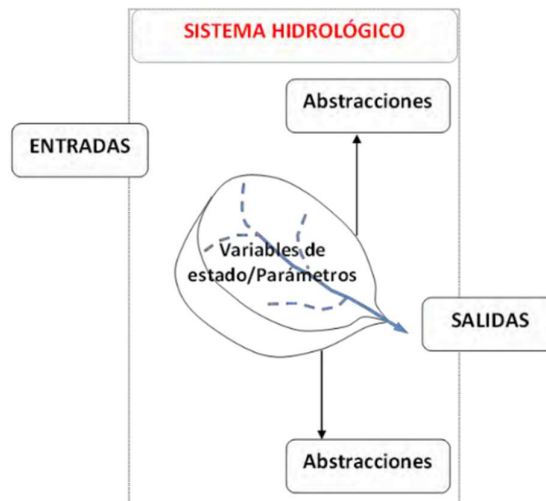 SISTEMA HIDROLÓGICO
Abstracciones
ENTRADAS
Variables de
estado/Parámetros
SALIDAS
Abstracciones